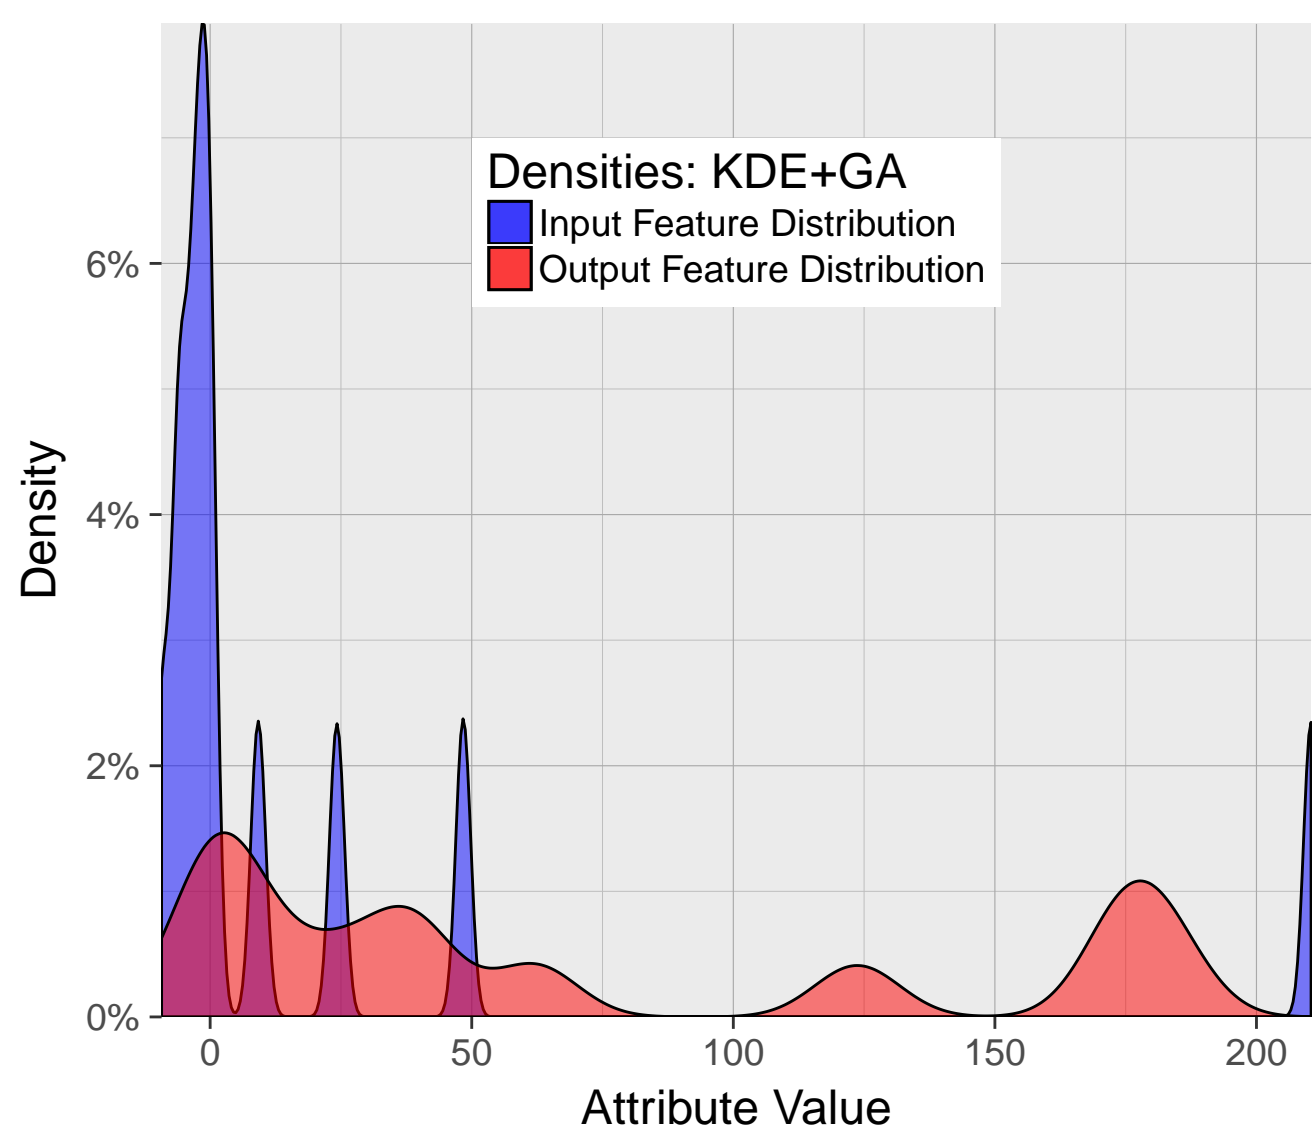 Densities: KDE+GA
Input Feature Distribution
Output Feature Distribution
6%
4%
2%
0%
Density
0 50 100 150 200
Attribute Value